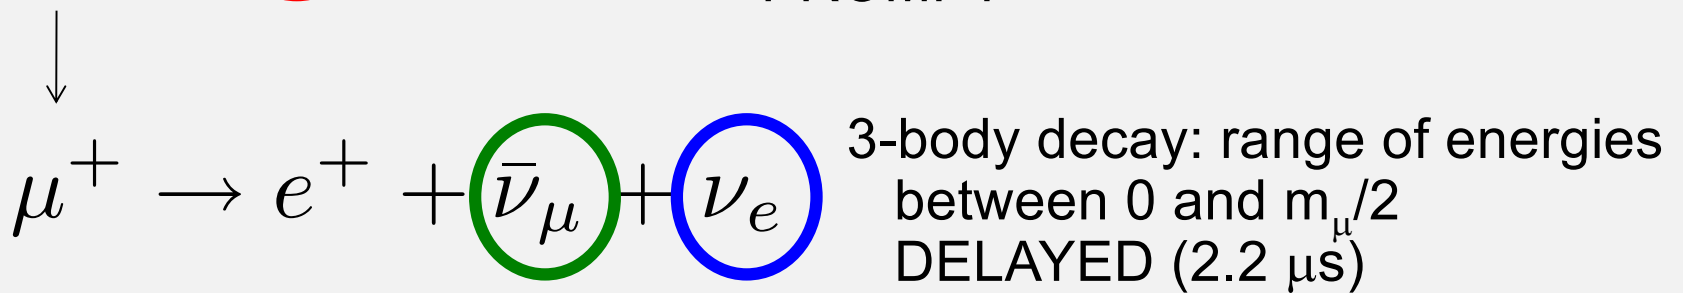 μ⁺ → e⁺ + ν̄_μ + ν_e
3-body decay: range of energies
between 0 and m_μ/2
DELAYED (2.2 μs)